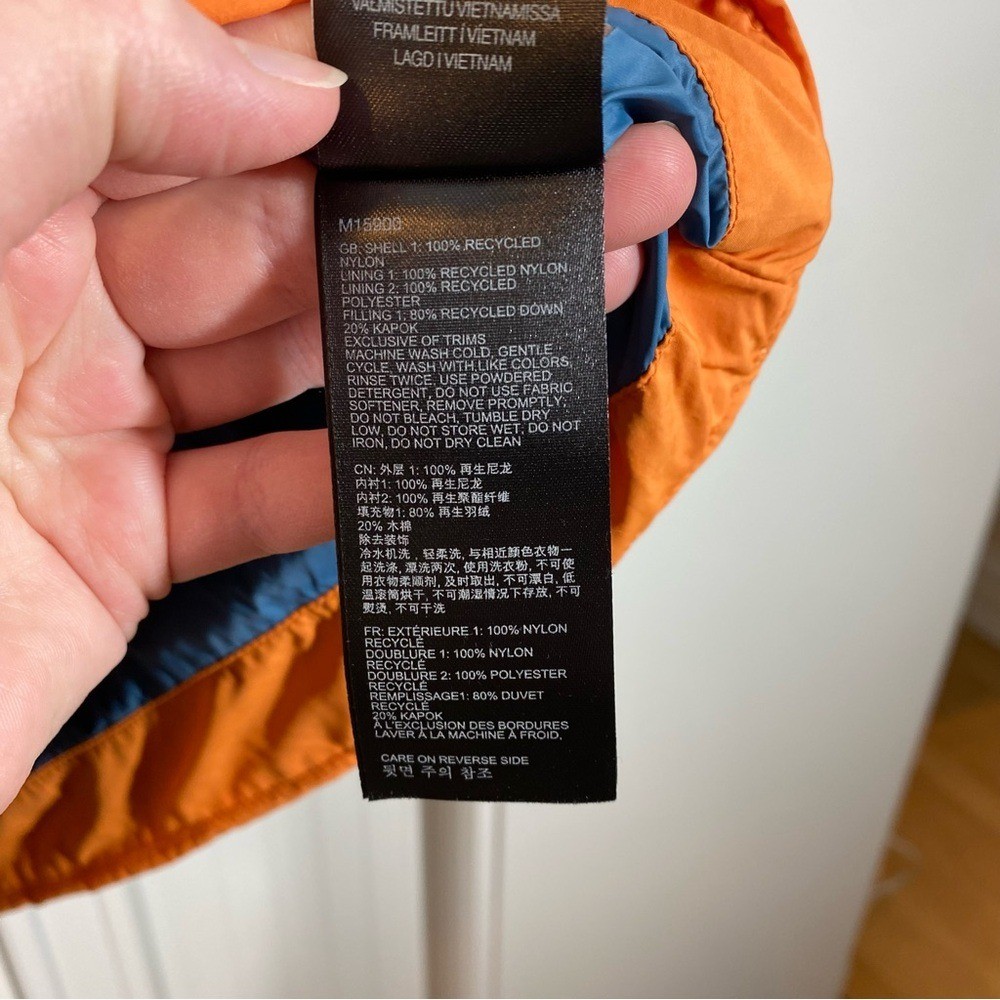 VALMISTETTU VIETNAMISSA
FRAMLEITT Í VIETNAM
LAGD I VIETNAM
M15900
GB: SHELL 1: 100% RECYCLED
NYLON
LINING 1: 100% RECYCLED NYLON
LINING 2: 100% RECYCLED
POLYESTER
FILLING 1: 80% RECYCLED DOWN
20% KAPOK
EXCLUSIVE OF TRIMS
MACHINE WASH COLD, GENTLE
CYCLE, WASH WITH LIKE COLORS,
RINSE TWICE, USE POWDERED
DETERGENT, DO NOT USE FABRIC
SOFTENER, REMOVE PROMPTLY,
DO NOT BLEACH, TUMBLE DRY
LOW, DO NOT STORE WET, DO NOT
IRON, DO NOT DRY CLEAN
CN: 外层 1: 100% 再生尼龙
内衬1: 100% 再生尼龙
内衬2: 100% 再生聚酯纤维
填充物1: 80% 再生羽绒
20% 木棉
除去装饰
冷水机洗, 轻柔洗, 与相近颜色衣物一
起洗涤, 漂洗两次, 使用洗衣粉, 不可使
用衣物柔顺剂, 及时取出, 不可漂白, 低
温滚筒烘干, 不可潮湿情况下存放, 不可
熨烫, 不可干洗
FR: EXTÉRIEURE 1: 100% NYLON
RECYCLÉ
DOUBLURE 1: 100% NYLON
RECYCLÉ
DOUBLURE 2: 100% POLYESTER
RECYCLÉ
REMPLISSAGE1: 80% DUVET
RECYCLÉ
20% KAPOK
À L'EXCLUSION DES BORDURES
LAVER À LA MACHINE À FROID,
CARE ON REVERSE SIDE
뒷면 주의 참조